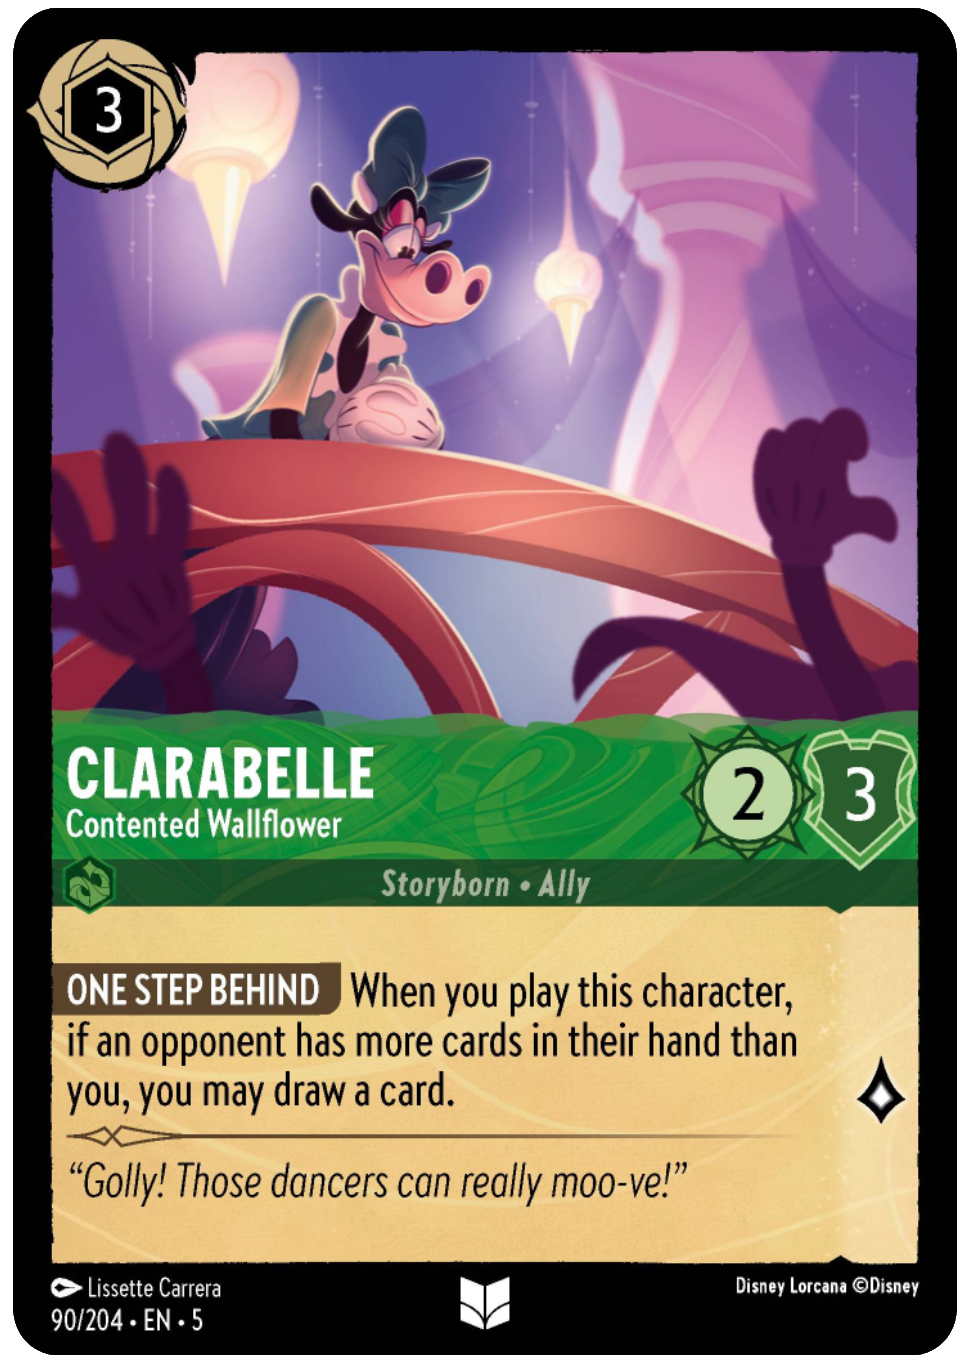 3
CLARABELLE
Contented Wallflower
2
3
Storyborn • Ally
ONE STEP BEHIND When you play this character,
if an opponent has more cards in their hand than
you, you may draw a card.
“Golly! Those dancers can really moo-ve!”
Lissette Carrera
Disney Lorcana ©Disney
90/204 • EN • 5